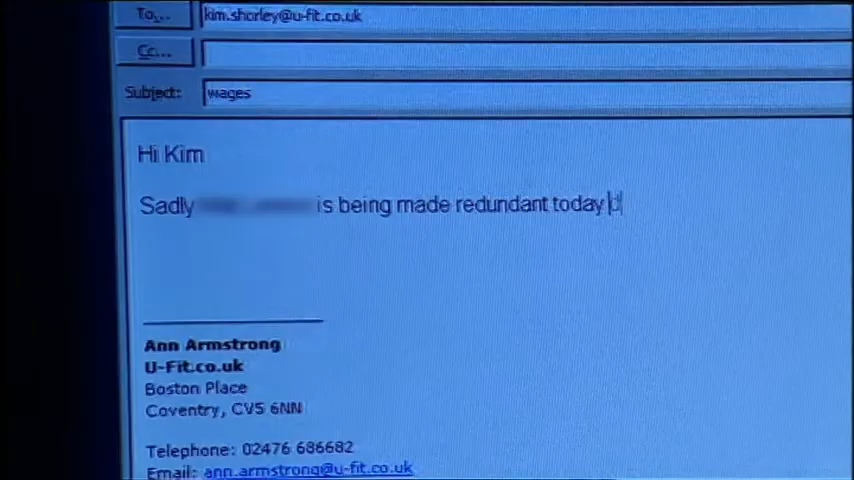 To...
kim.shorley@u-fit.co.uk
Cc...
Subject:
wages
Hi Kim
Sadly is being made redundant today
Ann Armstrong
U-Fit.co.uk
Boston Place
Coventry, CV5 6NN
Telephone: 02476 686682
Email: ann.armstrong@u-fit.co.uk